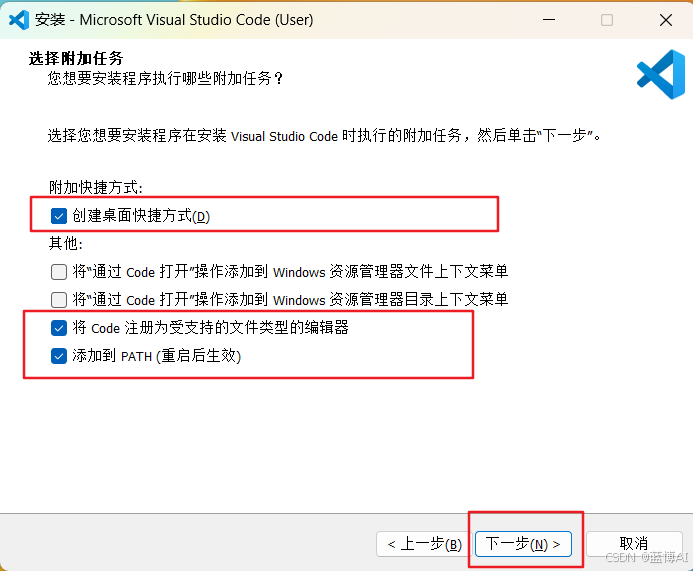 安装 - Microsoft Visual Studio Code (User)
选择附加任务
您想要安装程序执行哪些附加任务？
选择您想要安装程序在安装 Visual Studio Code 时执行的附加任务，然后单击“下一步”。
附加快捷方式:
创建桌面快捷方式(D)
其他:
将“通过 Code 打开”操作添加到 Windows 资源管理器文件上下文菜单
将“通过 Code 打开”操作添加到 Windows 资源管理器目录上下文菜单
将 Code 注册为受支持的文件类型的编辑器
添加到 PATH (重启后生效)
< 上一步(B) 下一步(N) > 取消
CSDN @蓝博AI